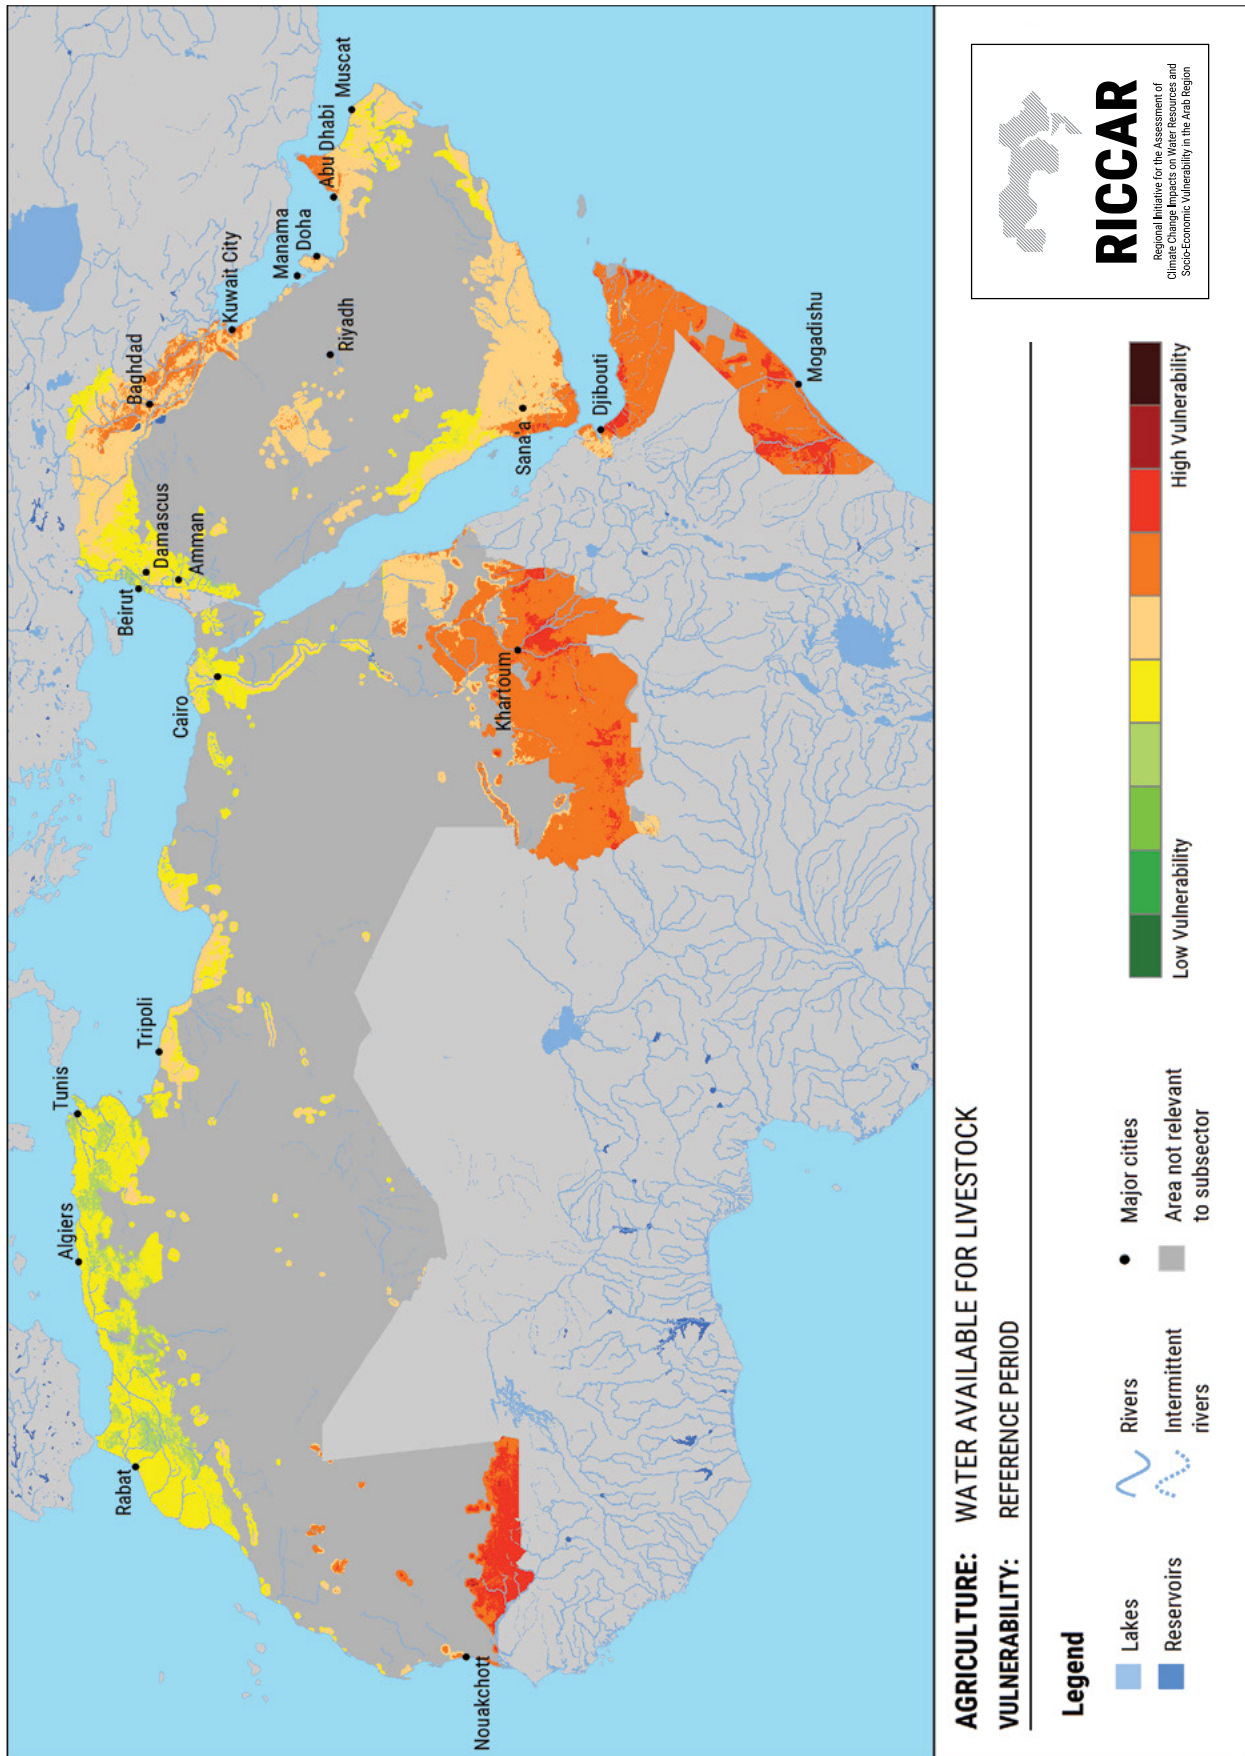 Rabat
Algiers
Tunis
Tripoli
Cairo
Beirut
Damascus
Amman
Baghdad
Kuwait City
Manama
Doha
Abu Dhabi
Muscat
Riyadh
Sana'a
Djibouti
Mogadishu
Khartoum
Nouakchott
AGRICULTURE: WATER AVAILABLE FOR LIVESTOCK
VULNERABILITY: REFERENCE PERIOD
Legend
Lakes
Reservoirs
Rivers
Intermittent
rivers
Major cities
Area not relevant
to subsector
Low Vulnerability
High Vulnerability
RICCAR
Regional Initiative for the Assessment of
Climate Change Impacts on Water Resources and
Socio-Economic Vulnerability in the Arab Region